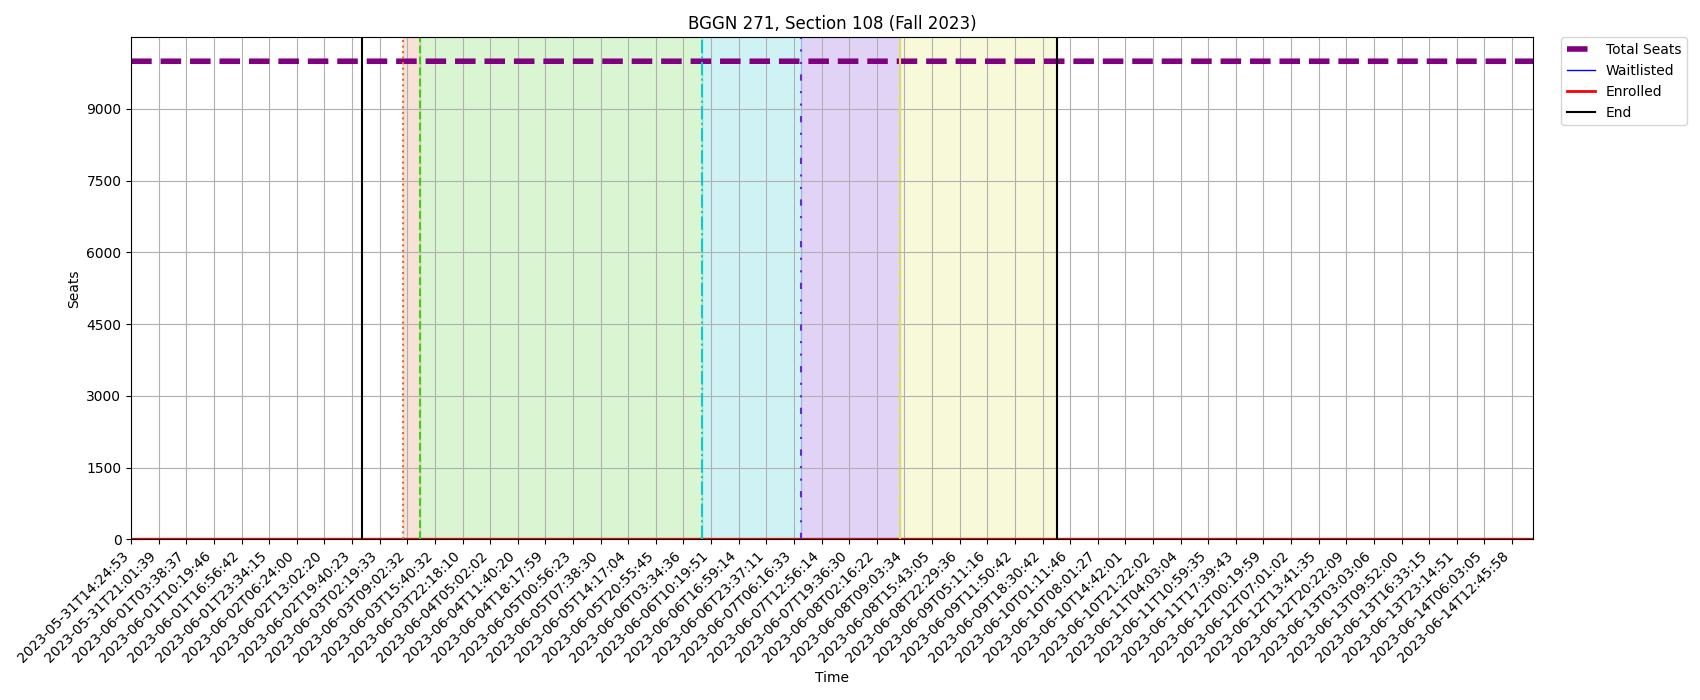 BGGN 271, Section 108 (Fall 2023)
Total Seats
Waitlisted
Enrolled
End
Seats
9000
7500
6000
4500
3000
1500
0
2023-05-31T14:24:53
2023-05-31T21:01:39
2023-06-01T03:38:37
2023-06-01T10:19:46
2023-06-01T16:56:42
2023-06-01T23:34:15
2023-06-02T06:24:00
2023-06-02T13:02:20
2023-06-02T19:40:23
2023-06-03T02:19:33
2023-06-03T09:02:32
2023-06-03T15:40:32
2023-06-03T22:18:10
2023-06-04T05:02:02
2023-06-04T11:40:20
2023-06-04T18:17:59
2023-06-05T00:56:23
2023-06-05T07:38:30
2023-06-05T14:17:04
2023-06-05T20:55:45
2023-06-06T03:34:36
2023-06-06T10:19:51
2023-06-06T16:59:14
2023-06-06T23:37:11
2023-06-07T06:16:33
2023-06-07T12:56:14
2023-06-07T19:36:30
2023-06-08T02:16:22
2023-06-08T09:03:34
2023-06-08T15:43:05
2023-06-08T22:29:36
2023-06-09T05:11:16
2023-06-09T11:50:42
2023-06-09T18:30:42
2023-06-10T01:11:46
2023-06-10T08:01:27
2023-06-10T14:42:01
2023-06-10T21:22:02
2023-06-11T04:03:04
2023-06-11T10:59:35
2023-06-11T17:39:43
2023-06-12T00:19:59
2023-06-12T07:01:02
2023-06-12T13:41:35
2023-06-12T20:22:09
2023-06-13T03:03:06
2023-06-13T09:52:00
2023-06-13T16:33:15
2023-06-13T23:14:51
2023-06-14T06:03:05
2023-06-14T12:45:58
Time